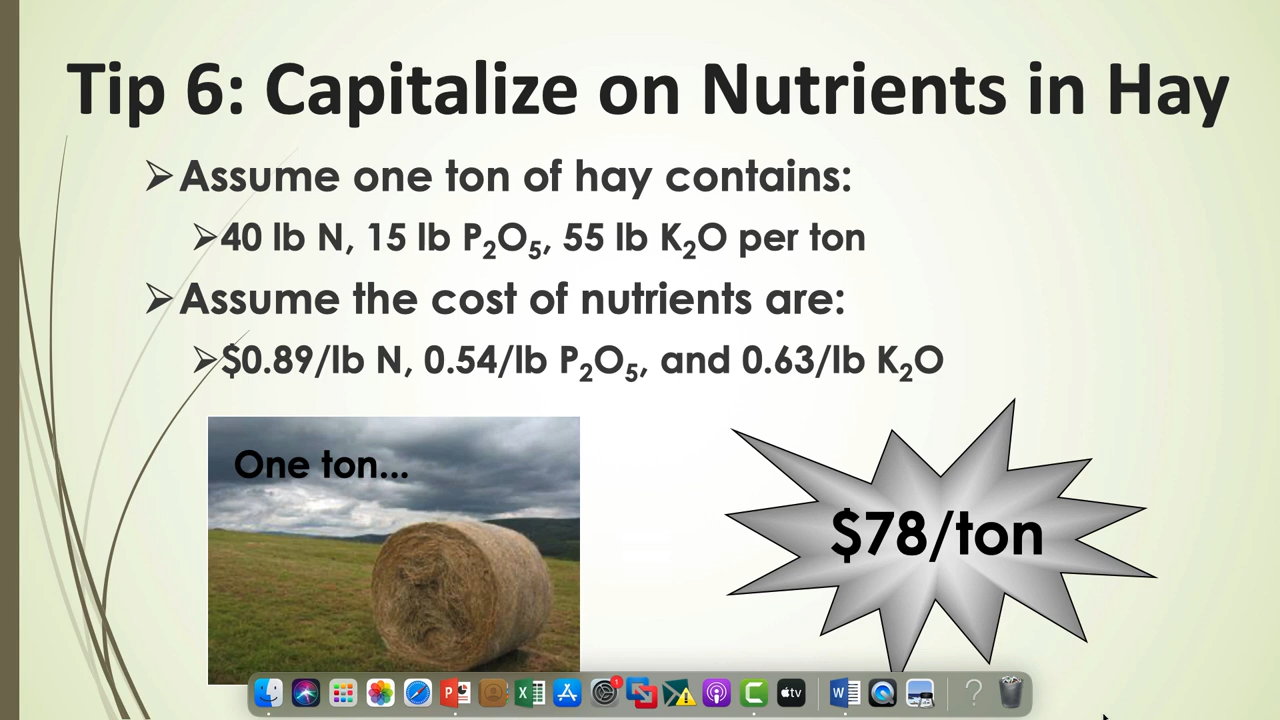 Tip 6: Capitalize on Nutrients in Hay
Assume one ton of hay contains:
40 lb N, 15 lb P₂O₅, 55 lb K₂O per ton
Assume the cost of nutrients are:
$0.89/lb N, 0.54/lb P₂O₅, and 0.63/lb K₂O
One ton...
$78/ton